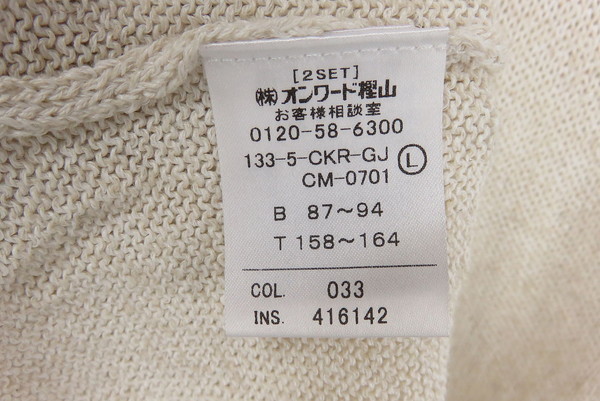 [2SET]
㈱オンワード樫山
お客様相談室
0120-58-6300
133-5-CKR-GJ Ⓛ
CM-0701
B 87～94
T 158～164
COL. 033
INS. 416142